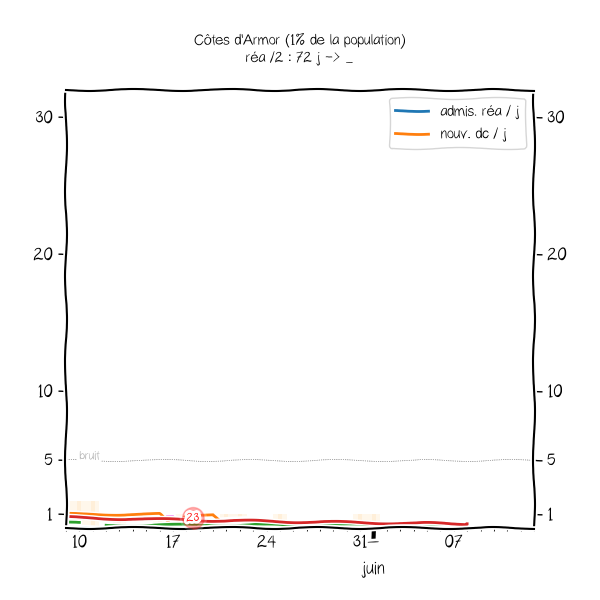 Côtes d'Armor (1% de la population)
réa /2 : 72 j -> _
admis. réa / j
nouv. dc / j
30
30
20
20
10
10
5
bruit
5
1
23
1
10
17
24
31
07
juin